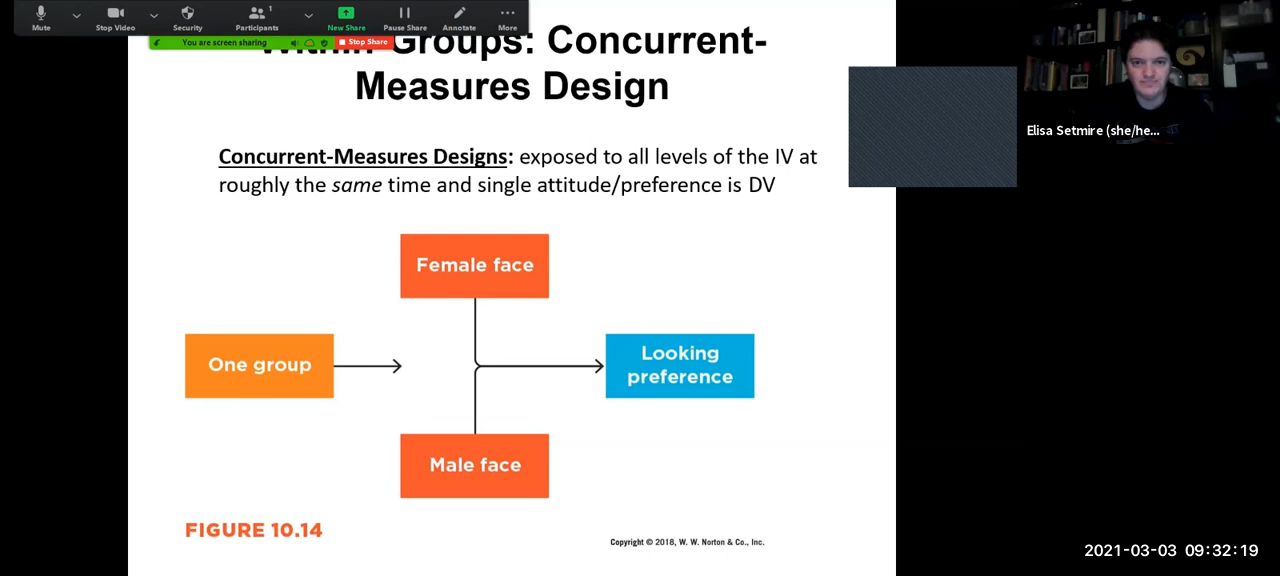 Mute
Stop Video
Security
Participants
1
New Share
Pause Share
Annotate
More
You are screen sharing
Stop Share
Groups: Concurrent-
Measures Design
Elisa Setmire (she/he...
Concurrent-Measures Designs: exposed to all levels of the IV at
roughly the same time and single attitude/preference is DV
Female face
One group
Looking
preference
Male face
FIGURE 10.14
Copyright © 2018, W. W. Norton & Co., Inc.
2021-03-03 09:32:19